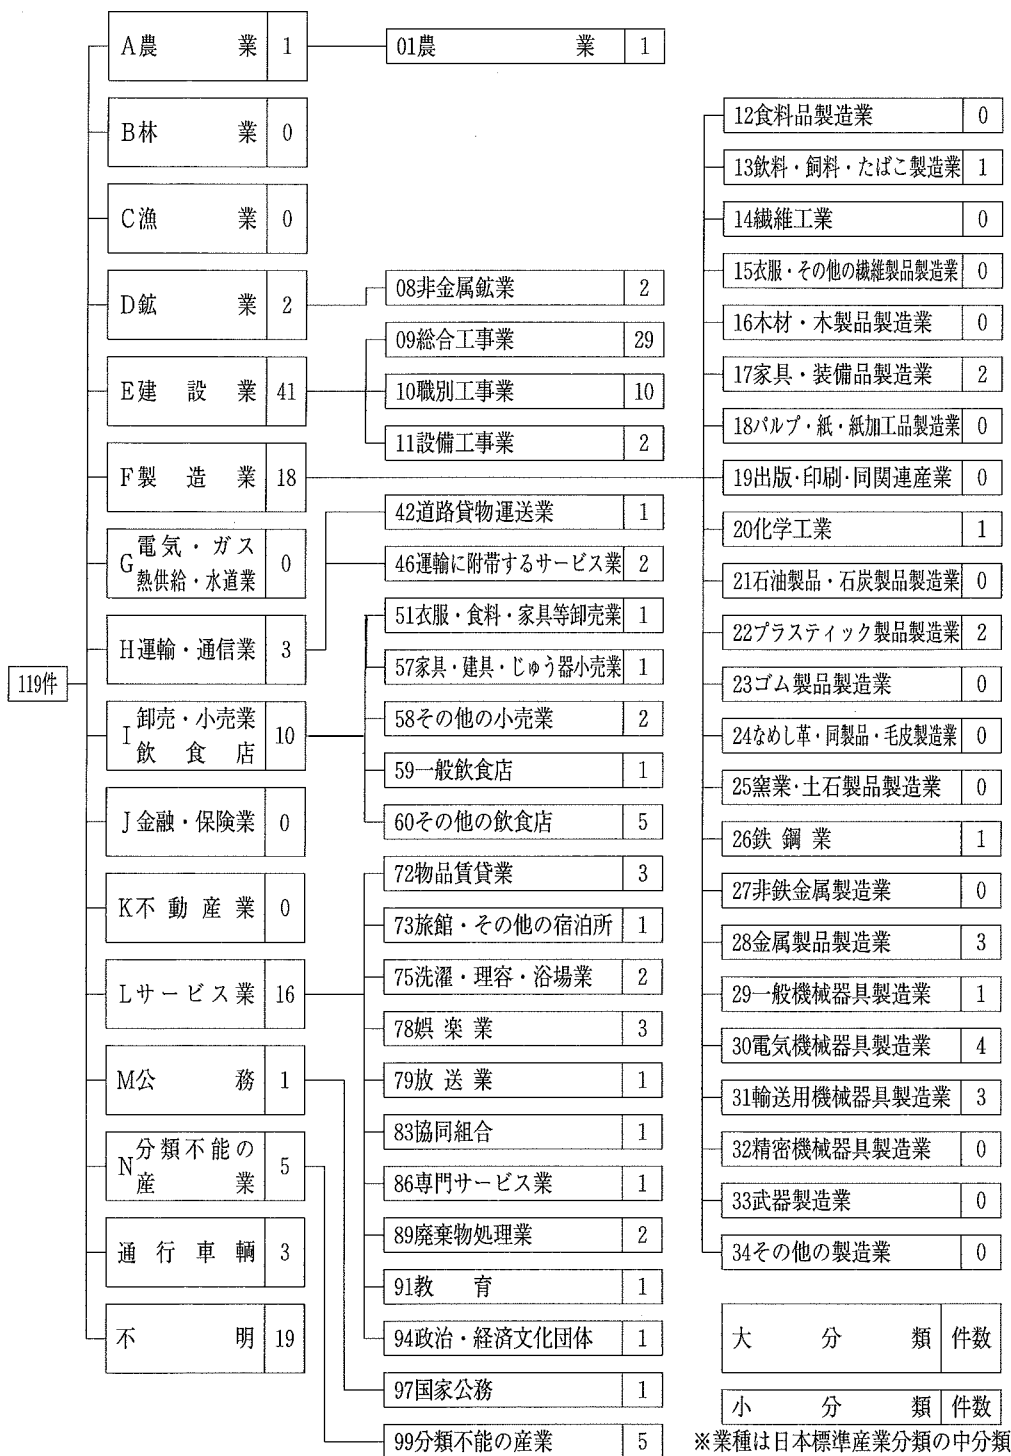 119件
A農　　　業 1
B林　　　業 0
C漁　　　業 0
D鉱　　　業 2
E建　設　業 41
F製　造　業 18
G電気・ガス
熱供給・水道業 0
H運輸・通信業 3
I卸売・小売業
飲　食　店 10
J金融・保険業 0
K不動産業 0
Lサービス業 16
M公　　　務 1
N分類不能の
産　　　業 5
通行車輌 3
不　　　明 19
01農　　　業 1
08非金属鉱業 2
09総合工事業 29
10職別工事業 10
11設備工事業 2
42道路貨物運送業 1
46運輸に附帯するサービス業 2
51衣服・食料・家具等卸売業 1
57家具・建具・じゅう器小売業 1
58その他の小売業 2
59一般飲食店 1
60その他の飲食店 5
72物品賃貸業 3
73旅館・その他の宿泊所 1
75洗濯・理容・浴場業 2
78娯楽業 3
79放送業 1
83協同組合 1
86専門サービス業 1
89廃棄物処理業 2
91教　　育 1
94政治・経済文化団体 1
97国家公務 1
99分類不能の産業 5
12食料品製造業 0
13飲料・飼料・たばこ製造業 1
14繊維工業 0
15衣服・その他の繊維製品製造業 0
16木材・木製品製造業 0
17家具・装備品製造業 2
18パルプ・紙・紙加工品製造業 0
19出版・印刷・同関連産業 0
20化学工業 1
21石油製品・石炭製品製造業 0
22プラスティック製品製造業 2
23ゴム製品製造業 0
24なめし革・同製品・毛皮製造業 0
25窯業・土石製品製造業 0
26鉄鋼業 1
27非鉄金属製造業 0
28金属製品製造業 3
29一般機械器具製造業 1
30電気機械器具製造業 4
31輸送用機械器具製造業 3
32精密機械器具製造業 0
33武器製造業 0
34その他の製造業 0
大　分　類 件数
小　分　類 件数
※業種は日本標準産業分類の中分類